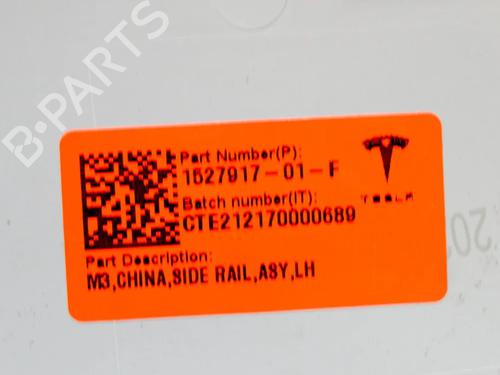 B-PARTS
Part Number(P):
1527917-01-F
Batch number(IT):
TESLA
CTE212170000689
Part Description:
M3,CHINA,SIDE RAIL,ASY,LH